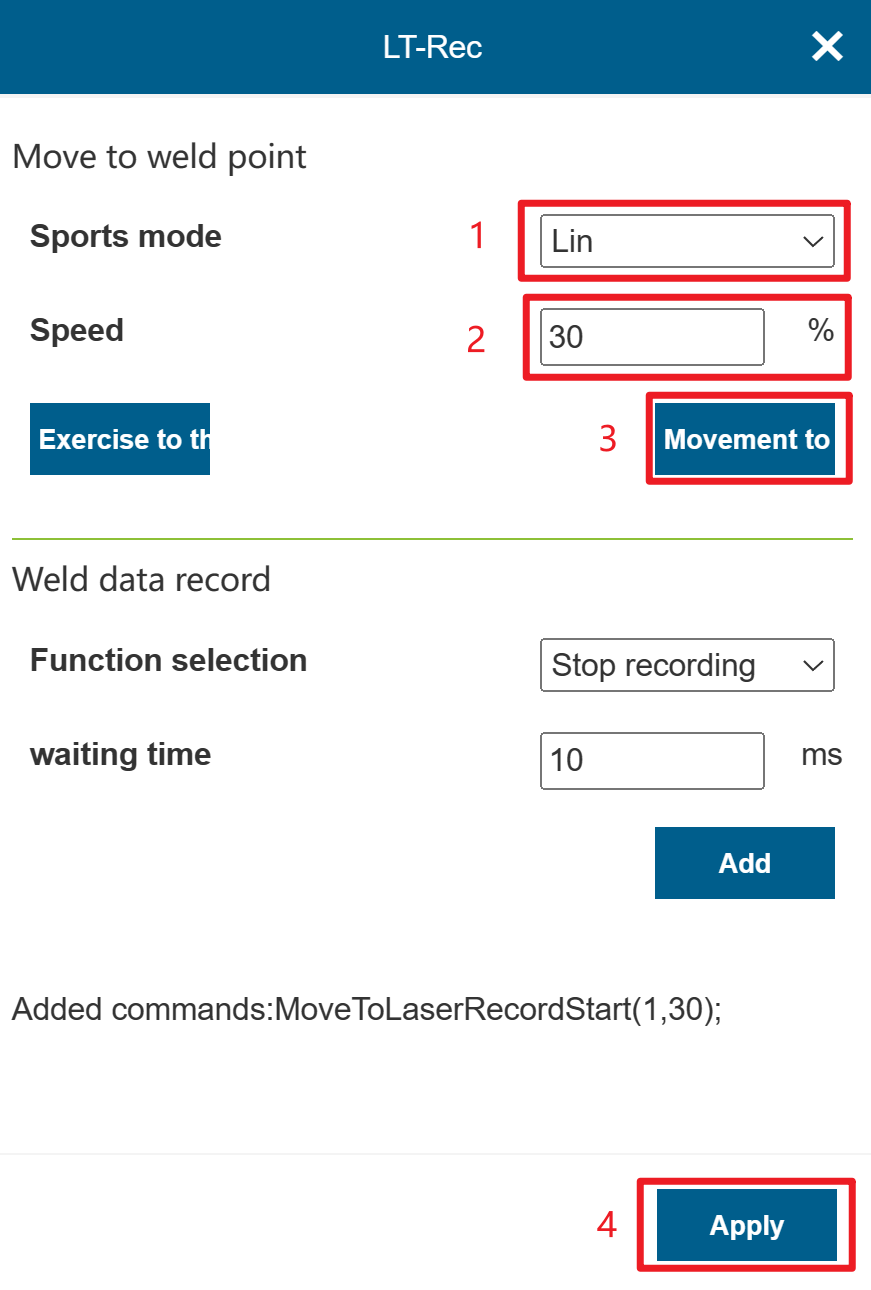 LT-Rec
Move to weld point
Sports mode 1 Lin
Speed 2 30 %
Exercise to th 3 Movement to
Weld data record
Function selection Stop recording
waiting time 10 ms
Add
Added commands:MoveToLaserRecordStart(1,30);
4 Apply